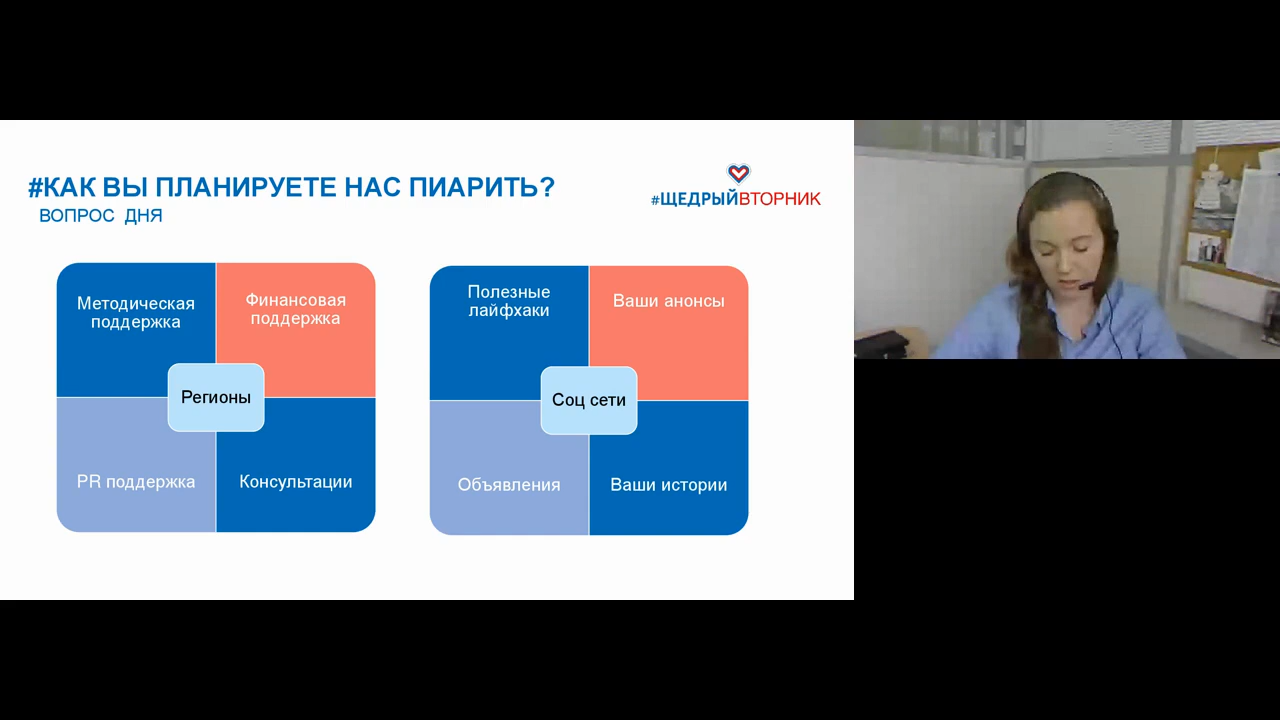 #КАК ВЫ ПЛАНИРУЕТЕ НАС ПИАРИТЬ?
ВОПРОС ДНЯ
#ЩЕДРЫЙВТОРНИК
Методическая
поддержка
Финансовая
поддержка
Регионы
PR поддержка
Консультации
Полезные
лайфхаки
Ваши анонсы
Соц сети
Объявления
Ваши истории